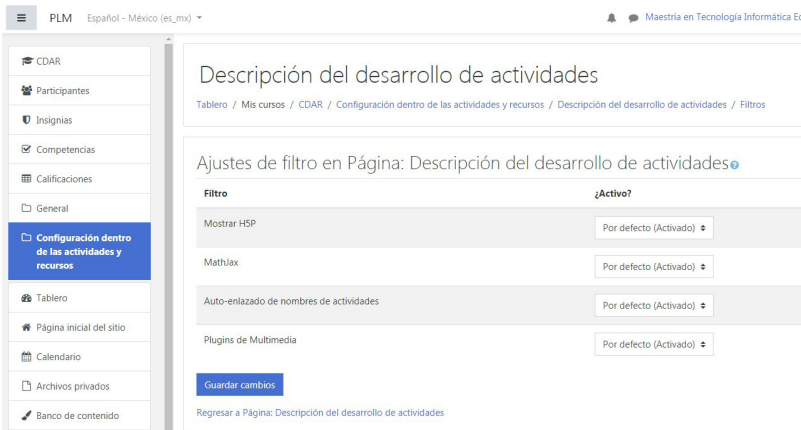 PLM Español - México (es_mx)
Maestría en Tecnología Informática Ed
CDAR
Participantes
Insignias
Competencias
Calificaciones
General
Configuración dentro
de las actividades y
recursos
Tablero
Página inicial del sitio
Calendario
Archivos privados
Banco de contenido
Descripción del desarrollo de actividades
Tablero / Mis cursos / CDAR / Configuración dentro de las actividades y recursos / Descripción del desarrollo de actividades / Filtros
Ajustes de filtro en Página: Descripción del desarrollo de actividades
Filtro ¿Activo?
Mostrar H5P Por defecto (Activado)
MathJax Por defecto (Activado)
Auto-enlazado de nombres de actividades Por defecto (Activado)
Plugins de Multimedia Por defecto (Activado)
Guardar cambios
Regresar a Página: Descripción del desarrollo de actividades